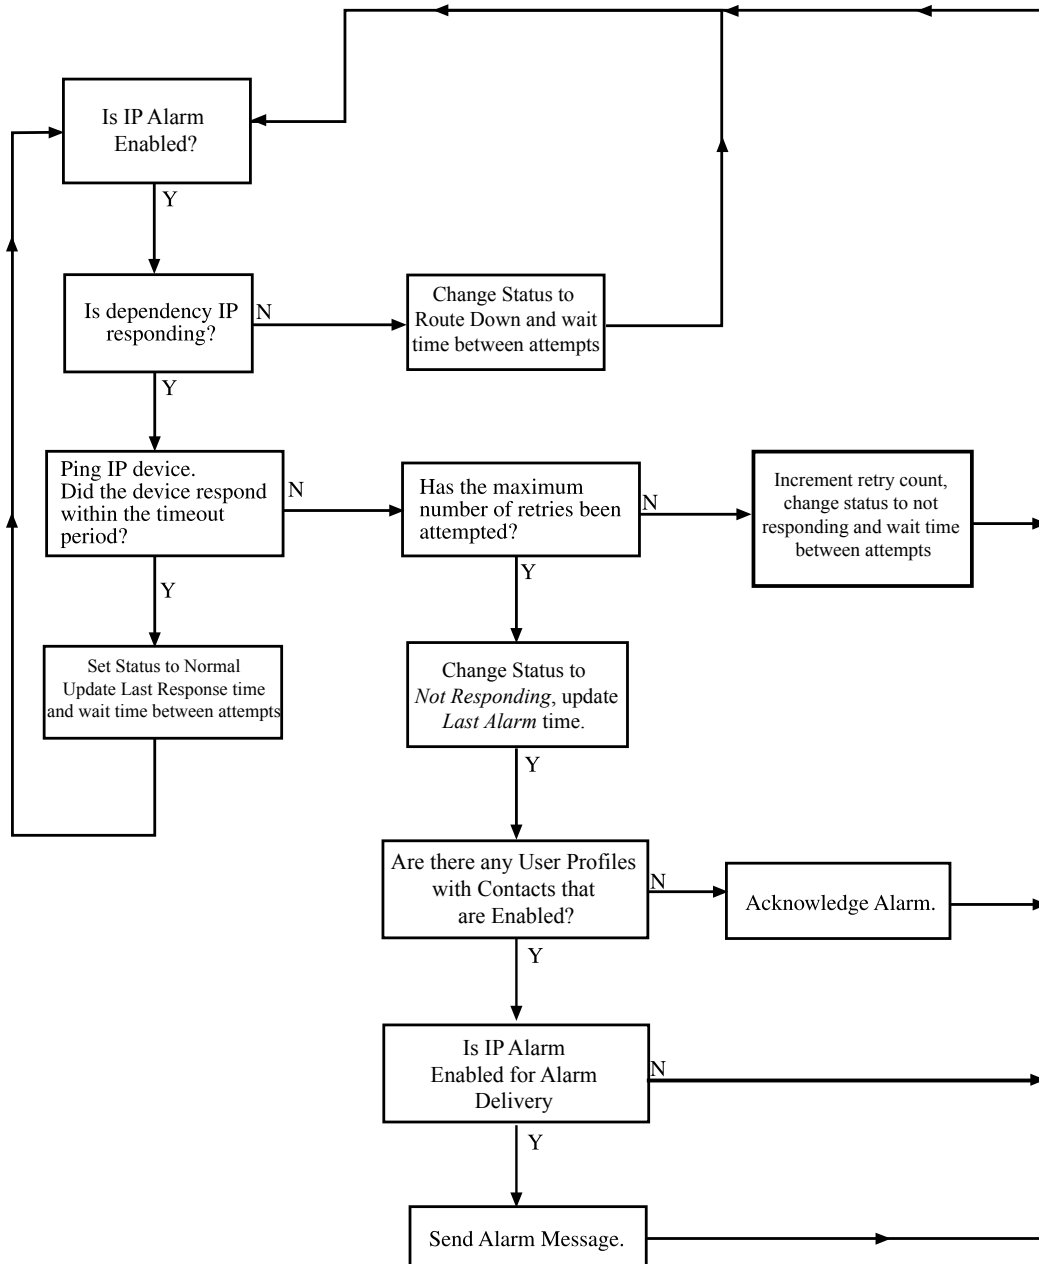 Is IP Alarm
Enabled?
Y
Is dependency IP
responding?
N
Change Status to
Route Down and wait
time between attempts
Y
Ping IP device.
Did the device respond
within the timeout
period?
N
Has the maximum
number of retries been
attempted?
N
Increment retry count,
change status to not
responding and wait time
between attempts
Y
Y
Set Status to Normal
Update Last Response time
and wait time between attempts
Change Status to
Not Responding, update
Last Alarm time.
Y
Are there any User Profiles
with Contacts that
are Enabled?
N
Acknowledge Alarm.
Y
Is IP Alarm
Enabled for Alarm
Delivery
N
Y
Send Alarm Message.